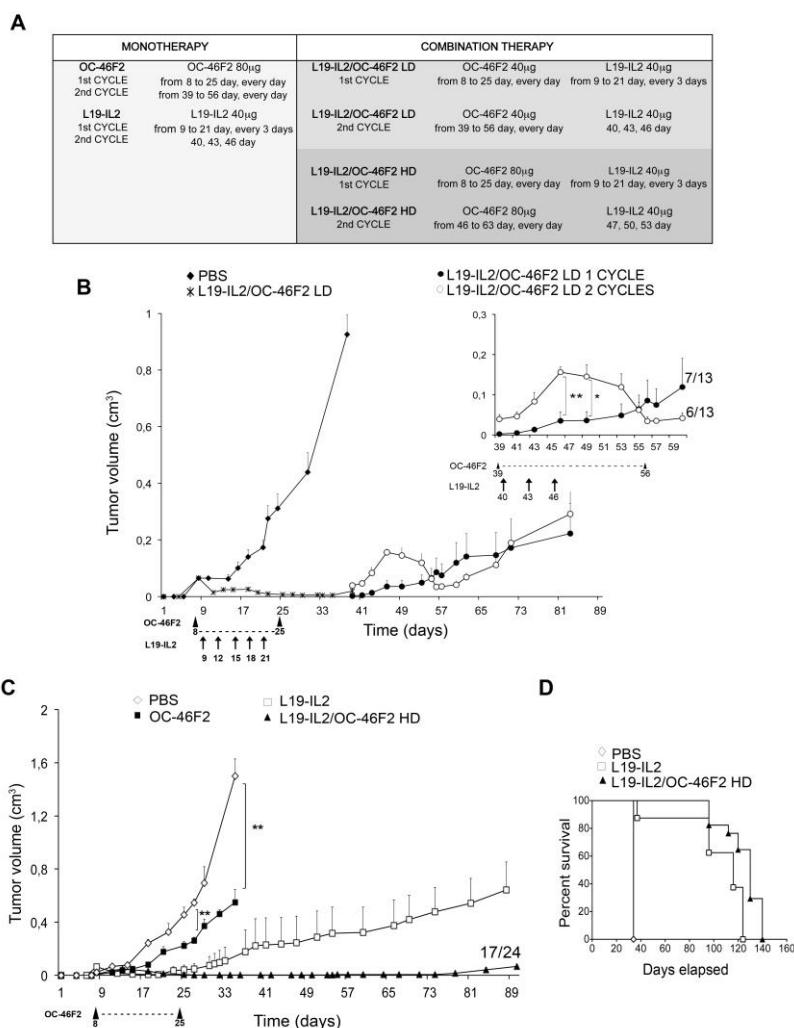 A
MONOTHERAPY
COMBINATION THERAPY
OC-46F2 OC-46F2 80µg
1st CYCLE from 8 to 25 day, every day
2nd CYCLE from 39 to 56 day, every day
L19-IL2 L19-IL2 40µg
1st CYCLE from 9 to 21 day, every 3 days
2nd CYCLE 40, 43, 46 day
L19-IL2/OC-46F2 LD OC-46F2 40µg L19-IL2 40µg
1st CYCLE from 8 to 25 day, every day from 9 to 21 day, every 3 days
L19-IL2/OC-46F2 LD OC-46F2 40µg L19-IL2 40µg
2nd CYCLE from 39 to 56 day, every day 40, 43, 46 day
L19-IL2/OC-46F2 HD OC-46F2 80µg L19-IL2 40µg
1st CYCLE from 8 to 25 day, every day from 9 to 21 day, every 3 days
L19-IL2/OC-46F2 HD OC-46F2 80µg L19-IL2 40µg
2nd CYCLE from 46 to 63 day, every day 47, 50, 53 day
B
PBS
L19-IL2/OC-46F2 LD
L19-IL2/OC-46F2 LD 1 CYCLE
L19-IL2/OC-46F2 LD 2 CYCLES
Tumor volume (cm3)
1
0,8
0,6
0,4
0,2
0
1 9 17 25 33 41 49 57 65 73 81 89
Time (days)
OC-46F2
8 25
L19-IL2
9 12 15 18 21
0,3
0,2
0,1
0
** *
7/13
6/13
39 41 43 45 47 49 51 53 55 57 59
OC-46F2
39 56
L19-IL2
40 43 46
C
PBS
OC-46F2
L19-IL2
L19-IL2/OC-46F2 HD
Tumor volume (cm3)
2
1,6
1,2
0,8
0,4
0
**
**
17/24
1 9 17 25 33 41 49 57 65 73 81 89
Time (days)
OC-46F2
8 25
D
PBS
L19-IL2
L19-IL2/OC-46F2 HD
Percent survival
100
80
60
40
20
0
0 20 40 60 80 100 120 140 160
Days elapsed